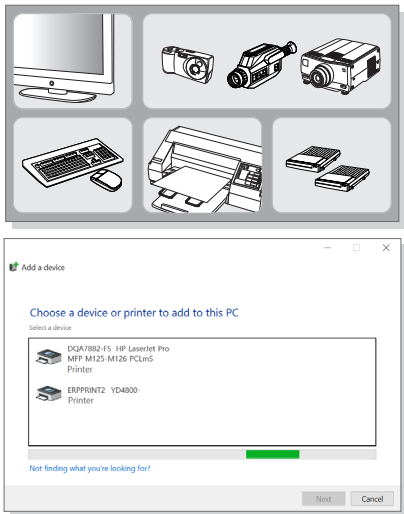 Add a device
Choose a device or printer to add to this PC
Select a device
DQA7882-F5 HP LaserJet Pro
MFP M125-M126 PCLmS
Printer
ERPPRINT2 YD4800-
Printer
Not finding what you're looking for?
Next Cancel